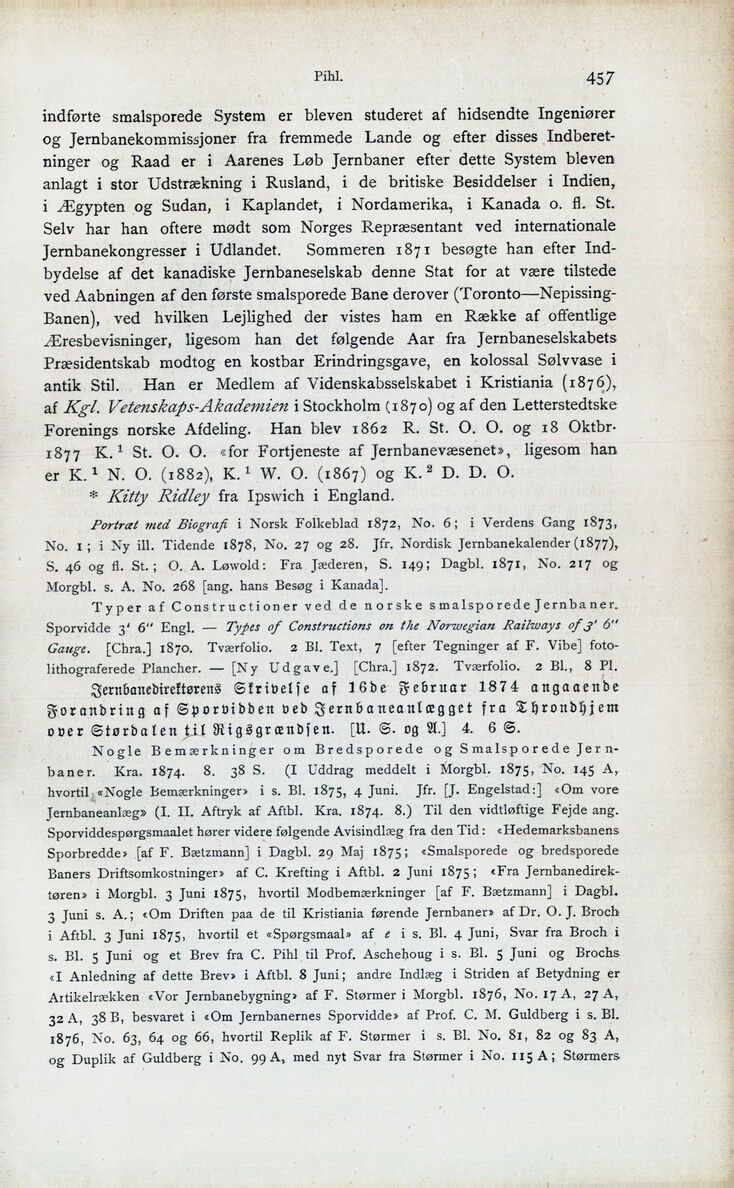 Pihl. 457
indførte smalsporede System er bleven studeret af hidsendte Ingeniører
og Jernbanekommissjoner fra fremmede Lande og efter disses Indberet-
ninger og Raad er i Aarenes Løb Jernbaner efter dette System bleven
anlagt i stor Udstrækning i Rusland, i de britiske Besiddelser i Indien,
i Ægypten og Sudan, i Kaplandet, i Nordamerika, i Kanada o. fl. St.
Selv har han oftere mødt som Norges Repræsentant ved internationale
Jernbanekongresser i Udlandet. Sommeren 1871 besøgte han efter Ind-
bydelse af det kanadiske Jernbaneselskab denne Stat for at være tilstede
ved Aabningen af den første smalsporede Bane derover (Toronto—Nepissing-
Banen), ved hvilken Lejlighed der vistes ham en Række af offentlige
Æresbevisninger, ligesom han det følgende Aar fra Jernbaneselskabets
Præsidentskab modtog en kostbar Erindringsgave, en kolossal Sølvvase i
antik Stil. Han er Medlem af Videnskabsselskabet i Kristiania (1876),
af Kgl. Vetenskaps-Akademien i Stockholm (1870) og af den Letterstedtske
Forenings norske Afdeling. Han blev 1862 R. St. O. O. og 18 Oktbr.
1877 K.¹ St. O. O. «for Fortjeneste af Jernbanevæsenet», ligesom han
er K.¹ N. O. (1882), K.¹ W. O. (1867) og K.² D. D. O.
* Kitty Ridley fra Ipswich i England.
Portræt med Biografi i Norsk Folkeblad 1872, No. 6; i Verdens Gang 1873,
No. 1; i Ny ill. Tidende 1878, No. 27 og 28. Jfr. Nordisk Jernbanekalender (1877),
S. 46 og fl. St.; O. A. Løwold: Fra Jæderen, S. 149; Dagbl. 1871, No. 217 og
Morgbl. s. A. No. 268 [ang. hans Besøg i Kanada].
Typer af Constructioner ved de norske smalsporede Jernbaner.
Sporvidde 3' 6" Engl. — Types of Constructions on the Norwegian Railways of 3' 6"
Gauge. [Chra.] 1870. Tværfolio. 2 Bl. Text, 7 [efter Tegninger af F. Vibe] foto-
lithograferede Plancher. — [Ny Udgave.] [Chra.] 1872. Tværfolio. 2 Bl., 8 Pl.
Jernbanedirektørens Skrivelse af 16de Februar 1874 angaaende
Forandring af Sporvidden ved Jernbaneanlægget fra Throndhjem
over Størdalen til Rigsgrændsen. [U. S. og A.] 4. 6 S.
Nogle Bemærkninger om Bredsporede og Smalsporede Jern-
baner. Kra. 1874. 8. 38 S. (I Uddrag meddelt i Morgbl. 1875, No. 145 A,
hvortil «Nogle Bemærkninger» i s. Bl. 1875, 4 Juni. Jfr. [J. Engelstad:] «Om vore
Jernbaneanlæg» (I. II. Aftryk af Aftbl. Kra. 1874. 8.) Til den vidtløftige Fejde ang.
Sporviddespørgsmaalet hører videre følgende Avisindlæg fra den Tid: «Hedemarksbanens
Sporbredde» [af F. Bætzmann] i Dagbl. 29 Maj 1875; «Smalsporede og bredsporede
Baners Driftsomkostninger» af C. Krefting i Aftbl. 2 Juni 1875; «Fra Jernbanedirek-
tøren» i Morgbl. 3 Juni 1875, hvortil Modbemærkninger [af F. Bætzmann] i Dagbl.
3 Juni s. A.; «Om Driften paa de til Kristiania førende Jernbaner» af Dr. O. J. Broch
i Aftbl. 3 Juni 1875, hvortil et «Spørgsmaal» af e i s. Bl. 4 Juni, Svar fra Broch i
s. Bl. 5 Juni og et Brev fra C. Pihl til Prof. Aschehoug i s. Bl. 5 Juni og Brochs
«I Anledning af dette Brev» i Aftbl. 8 Juni; andre Indlæg i Striden af Betydning er
Artikelrækken «Vor Jernbanebygning» af F. Størmer i Morgbl. 1876, No. 17 A, 27 A,
32 A, 38 B, besvaret i «Om Jernbanernes Sporvidde» af Prof. C. M. Guldberg i s. Bl.
1876, No. 63, 64 og 66, hvortil Replik af F. Størmer i s. Bl. No. 81, 82 og 83 A,
og Duplik af Guldberg i No. 99 A, med nyt Svar fra Størmer i No. 115 A; Størmers